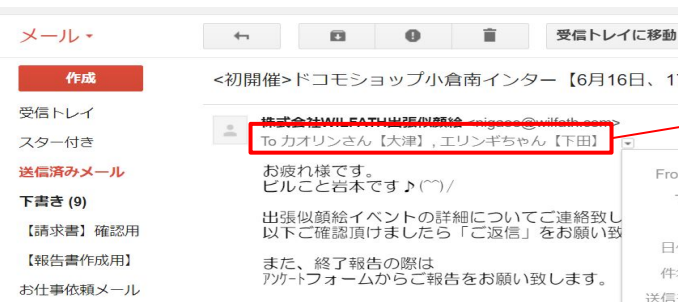 メール
受信トレイに移動
作成
<初開催>ドコモショップ小倉南インター【6月16日、1
受信トレイ
株式会社WILFATH出張似顔絵 <nigaoe@wilfath.com>
スター付き
To カオリンさん【大津】, エリンギちゃん【下田】
送信済みメール
お疲れ様です。
ビルこと岩木です♪(⌒)/
Fro
下書き (9)
出張似顔絵イベントの詳細についてご連絡致し
以下ご確認頂けましたら「ご返信」をお願い致
【請求書】確認用
日
【報告書作成用】
また、終了報告の際は
件
アンケートフォームからご報告をお願い致します。
お仕事依頼メール
送信